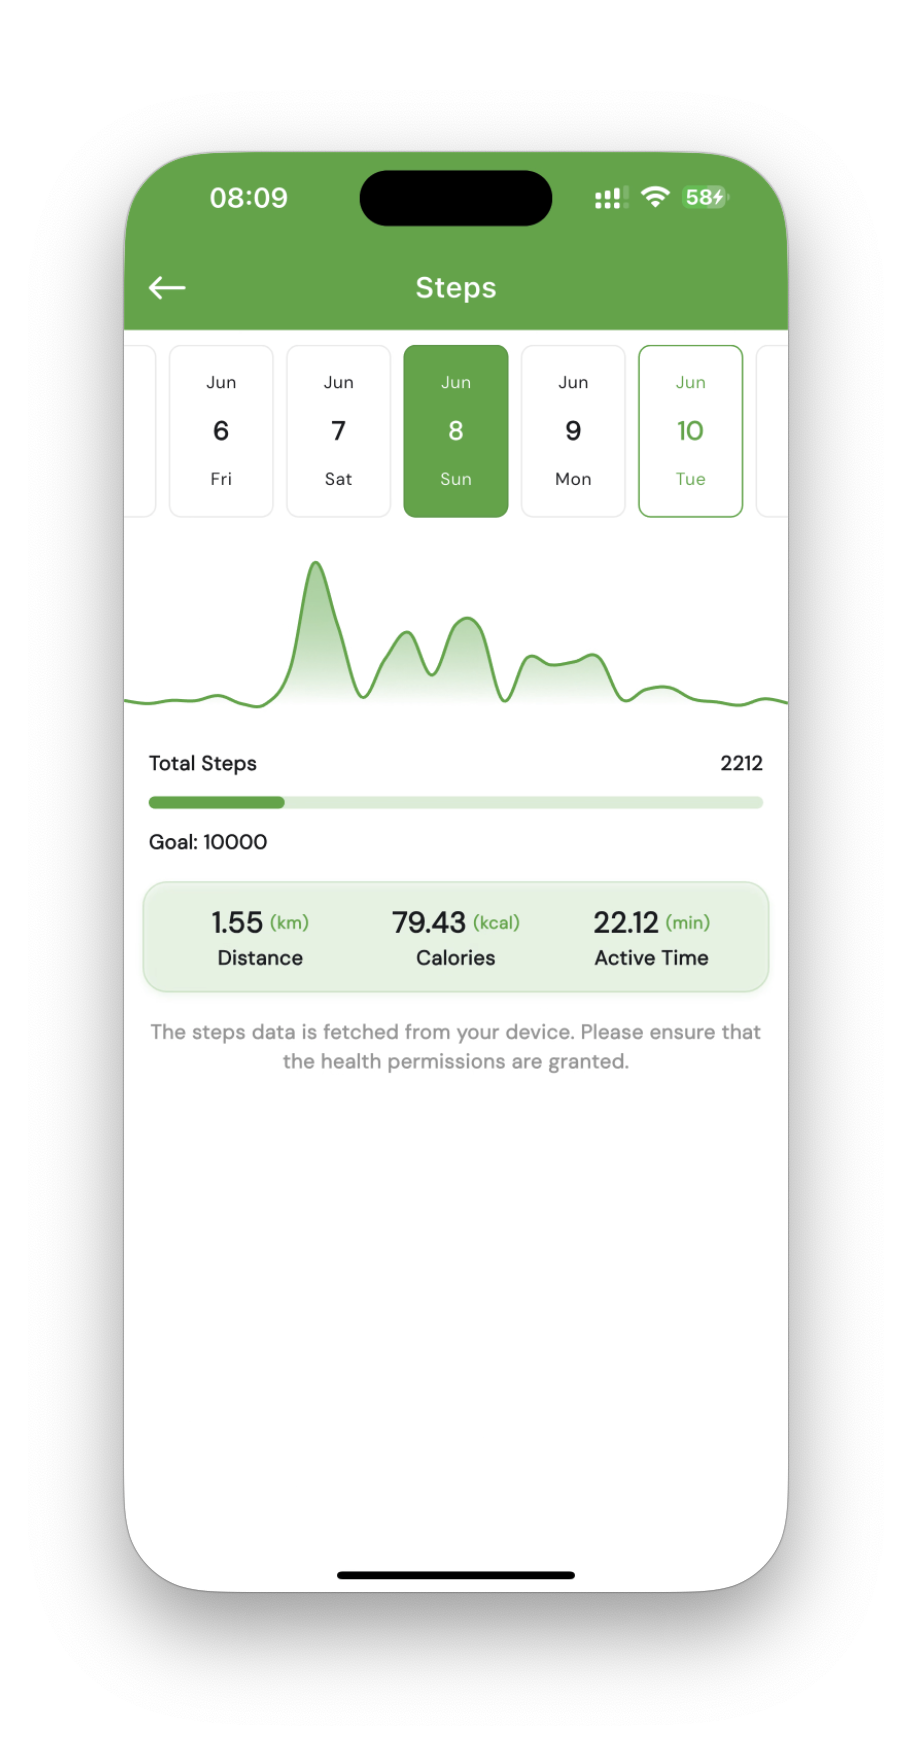 08:09 58
Steps
Jun Jun Jun Jun Jun
6 7 8 9 10
Fri Sat Sun Mon Tue
Total Steps 2212
Goal: 10000
1.55 (km) 79.43 (kcal) 22.12 (min)
Distance Calories Active Time
The steps data is fetched from your device. Please ensure that
the health permissions are granted.